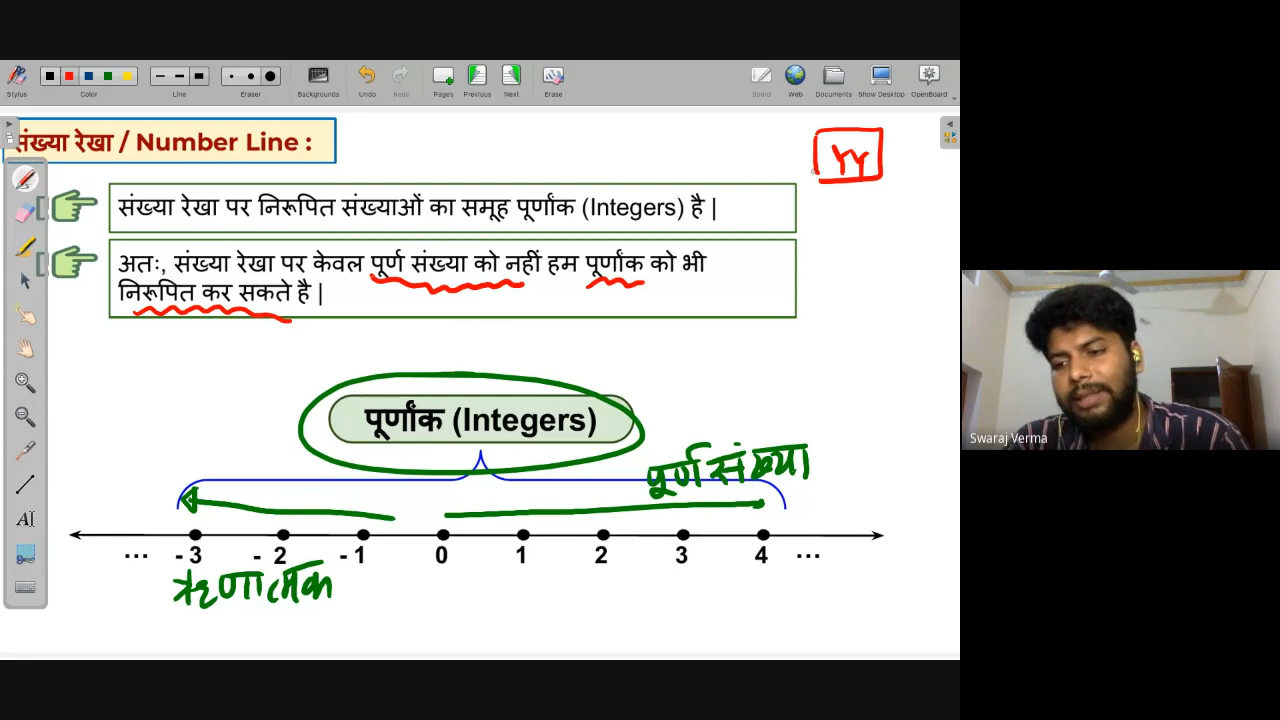 Stylus
Color
Line
Eraser
Backgrounds
Undo
Redo
Pages
Previous
Next
Erase
Board
Web
Documents
Show Desktop
OpenBoard
संख्या रेखा / Number Line :
YY
संख्या रेखा पर निरूपित संख्याओं का समूह पूर्णांक (Integers) है |
अतः, संख्या रेखा पर केवल पूर्ण संख्या को नहीं हम पूर्णांक को भी
निरूपित कर सकते है |
पूर्णांक (Integers)
पूर्ण संख्या
... - 3 - 2 - 1 0 1 2 3 4 ...
ऋणात्मक
Swaraj Verma